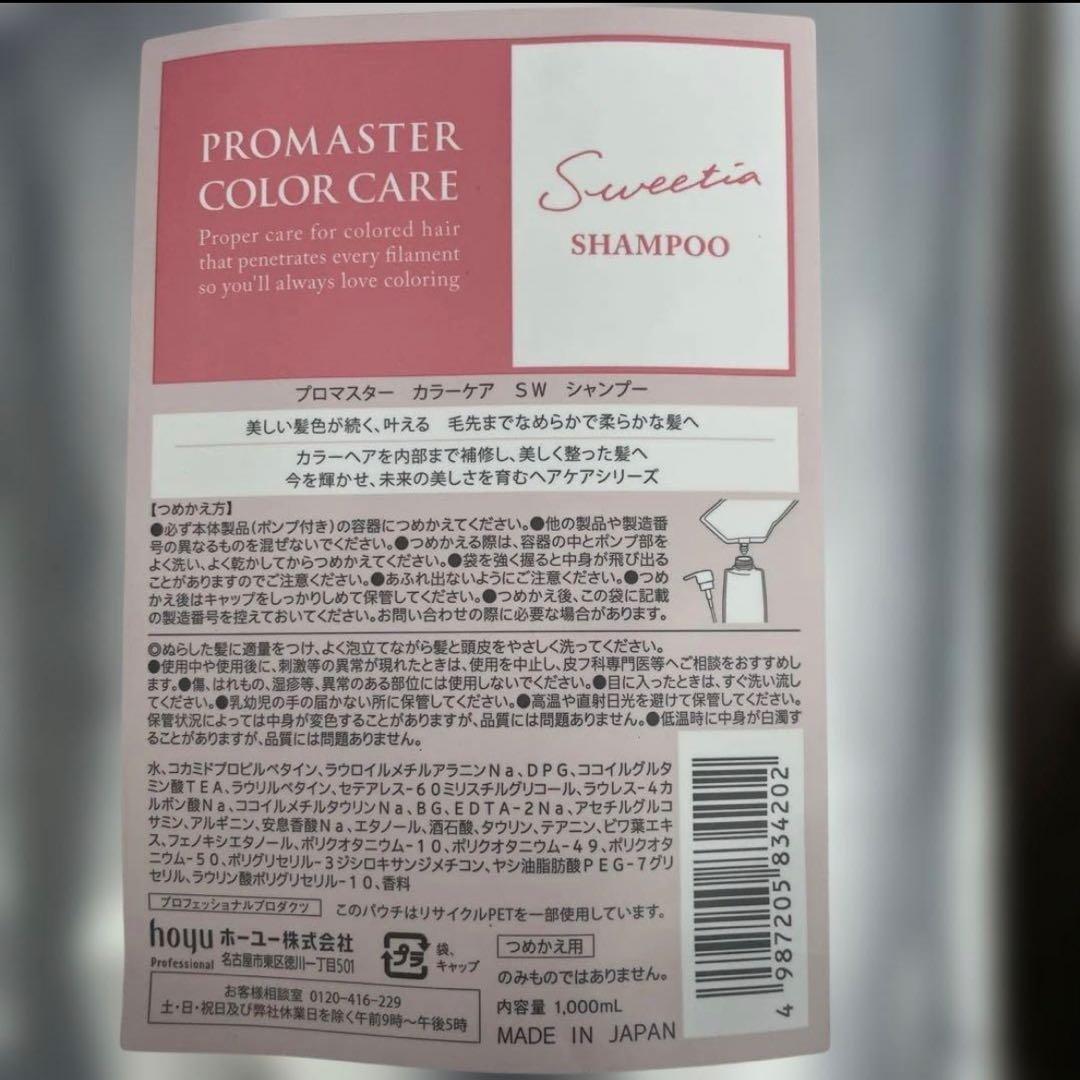 PROMASTER
COLOR CARE
Proper care for colored hair
that penetrates every filament
so you'll always love coloring
Sweetia
SHAMPOO
プロマスター カラーケア SW シャンプー
美しい髪色が続く、叶える 毛先までなめらかで柔らかな髪へ
カラーヘアを内部まで補修し、美しく整った髪へ
今を輝かせ、未来の美しさを育むヘアケアシリーズ
【つめかえ方】
●必ず本体製品(ポンプ付き)の容器につめかえてください。●他の製品や製造番
号の異なるものを混ぜないでください。●つめかえる際は、容器の中とポンプ部を
よく洗い、よく乾かしてからつめかえてください。●袋を強く握ると中身が飛び出る
ことがありますのでご注意ください。●あふれ出ないようにご注意ください。●つめ
かえ後はキャップをしっかりしめて保管してください。●つめかえ後、この袋に記載
の製造番号を控えておいてください。お問い合わせの際に必要な場合があります。
◎ぬらした髪に適量をつけ、よく泡立てながら髪と頭皮をやさしく洗ってください。
●使用中や使用後に、刺激等の異常が現れたときは、使用を中止し、皮フ科専門医等へご相談をおすすめし
ます。●傷、はれもの、湿疹等、異常のある部位には使用しないでください。●目に入ったときは、すぐ洗い流し
てください。●乳幼児の手の届かない所に保管してください。●高温や直射日光を避けて保管してください。
保管状況によっては中身が変色することがありますが、品質には問題ありません。●低温時に中身が白濁す
ることがありますが、品質には問題ありません。
水、コカミドプロピルベタイン、ラウロイルメチルアラニンNa、DPG、ココイルグルタ
ミン酸TEA、ラウリルベタイン、セテアレス-60ミリスチルグリコール、ラウレス-4カ
ルボン酸Na、ココイルメチルタウリンNa、BG、EDTA-2Na、アセチルグルコ
サミン、アルギニン、安息香酸Na、エタノール、酒石酸、タウリン、テアニン、ビワ葉エキ
ス、フェノキシエタノール、ポリクオタニウム-10、ポリクオタニウム-49、ポリクオタ
ニウム-50、ポリグリセリル-3ジシロキサンジメチコン、ヤシ油脂肪酸PEG-7グリ
セリル、ラウリン酸ポリグリセリル-10、香料
プロフェッショナルプロダクツ
このパウチはリサイクルPETを一部使用しています。
hoyu
Professional
ホーユー株式会社
名古屋市東区徳川一丁目501
プラ
袋、
キャップ
つめかえ用
のみものではありません。
お客様相談室 0120-416-229
土・日・祝日及び弊社休業日を除く午前9時〜午後5時
内容量 1,000mL
MADE IN JAPAN
4 987205 834202